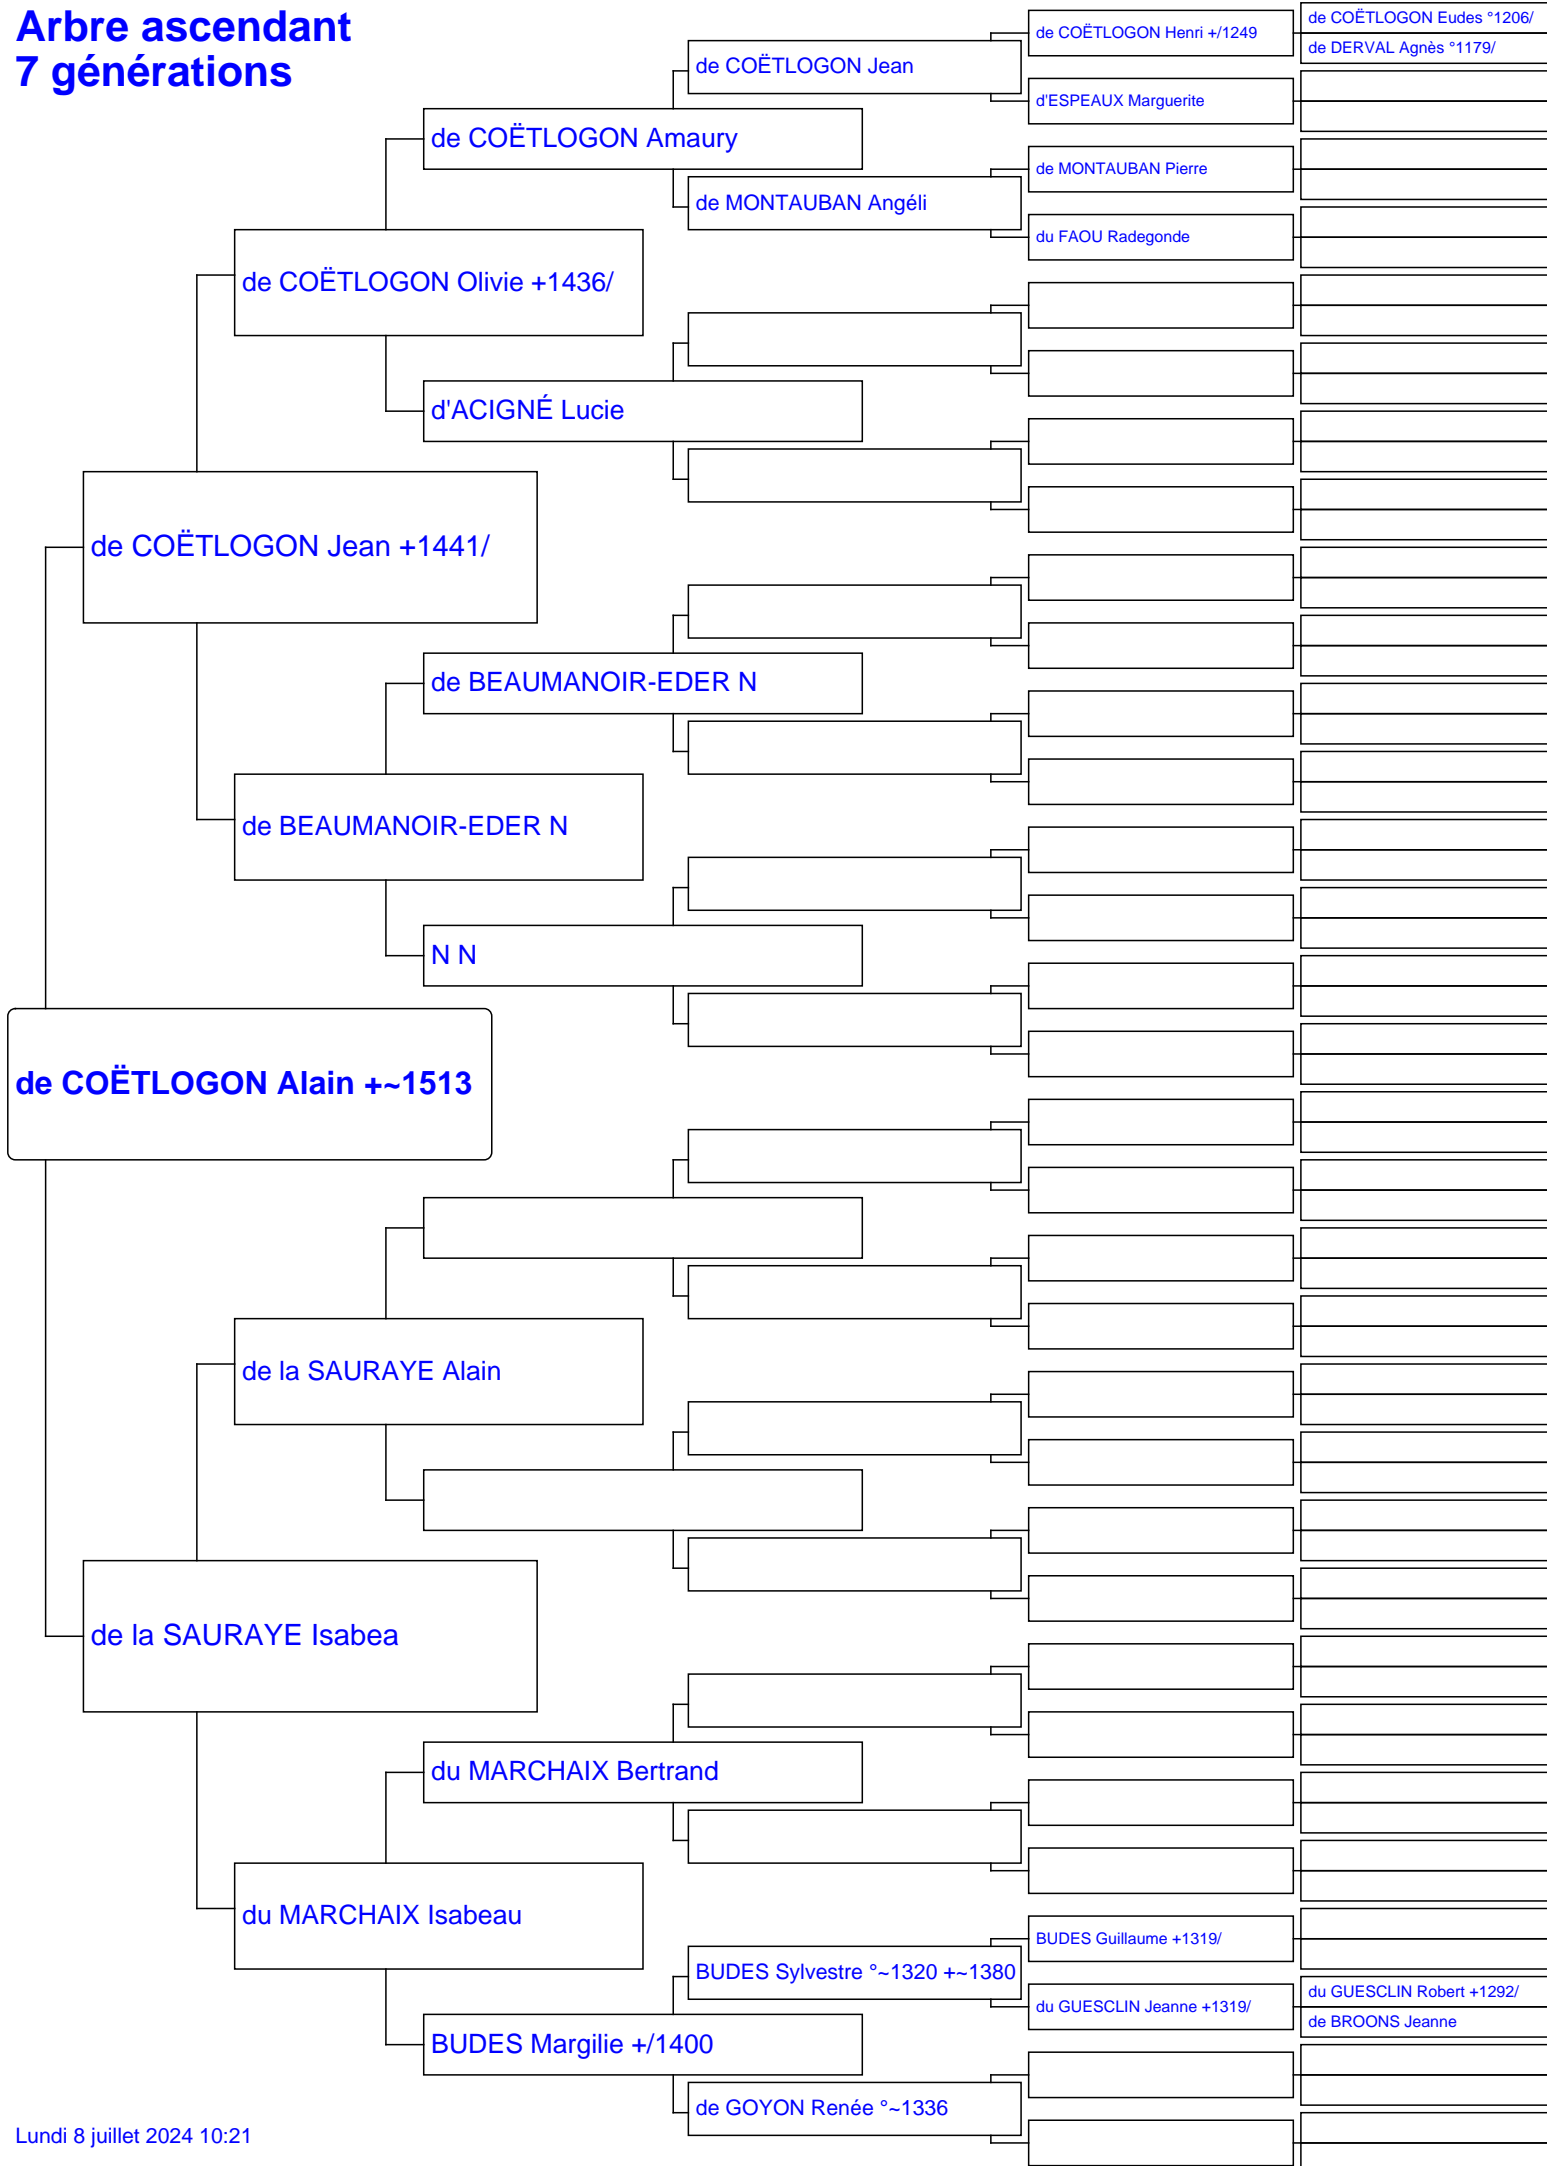 Arbre ascendant
7 générations
de COËTLOGON Eudes °1206/
de COËTLOGON Henri +/1249
de DERVAL Agnès °1179/
de COËTLOGON Jean
d'ESPEAUX Marguerite
de COËTLOGON Amaury
de MONTAUBAN Pierre
de MONTAUBAN Angéli
du FAOU Radegonde
de COËTLOGON Olivie +1436/
d'ACIGNÉ Lucie
de COËTLOGON Jean +1441/
de BEAUMANOIR-EDER N
de BEAUMANOIR-EDER N
N N
de COËTLOGON Alain +~1513
de la SAURAYE Alain
de la SAURAYE Isabea
du MARCHAIX Bertrand
du MARCHAIX Isabeau
BUDES Guillaume +1319/
BUDES Sylvestre °~1320 +~1380
du GUESCLIN Robert +1292/
du GUESCLIN Jeanne +1319/
de BROONS Jeanne
BUDES Margilie +/1400
de GOYON Renée °~1336
Lundi 8 juillet 2024 10:21